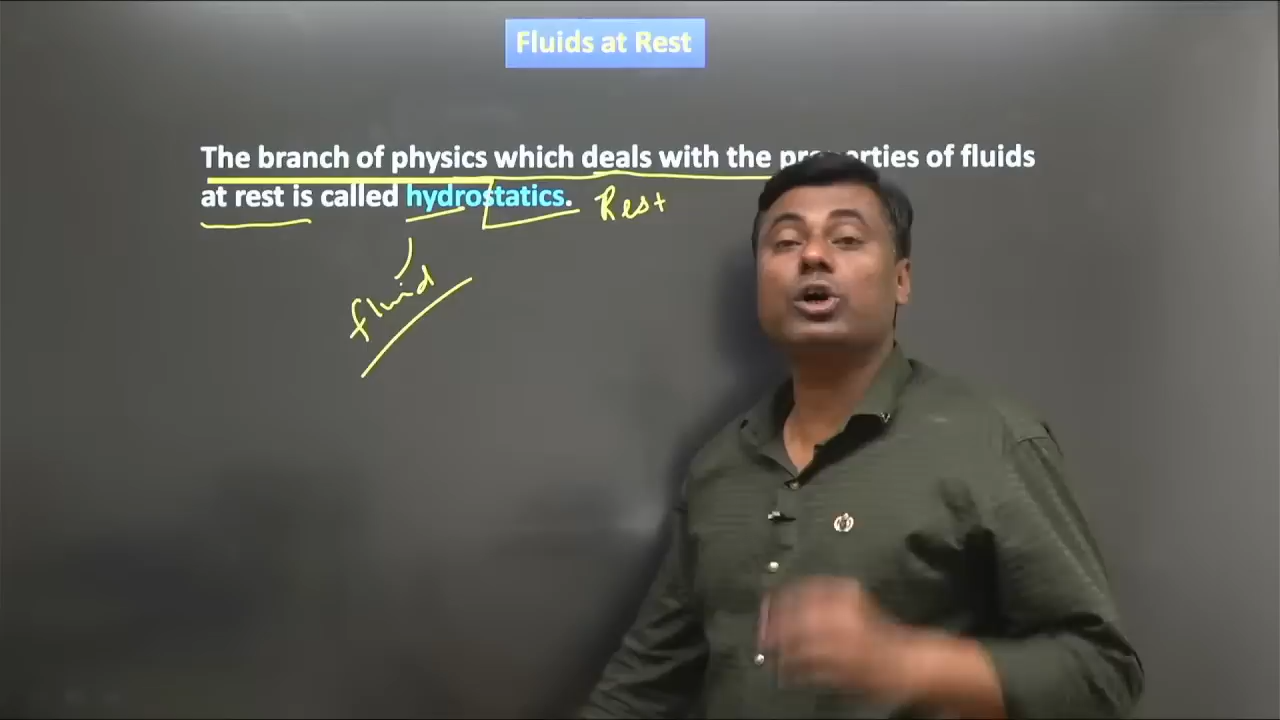 Fluids at Rest
The branch of physics which deals with the properties of fluids
at rest is called hydrostatics.
Rest
fluid